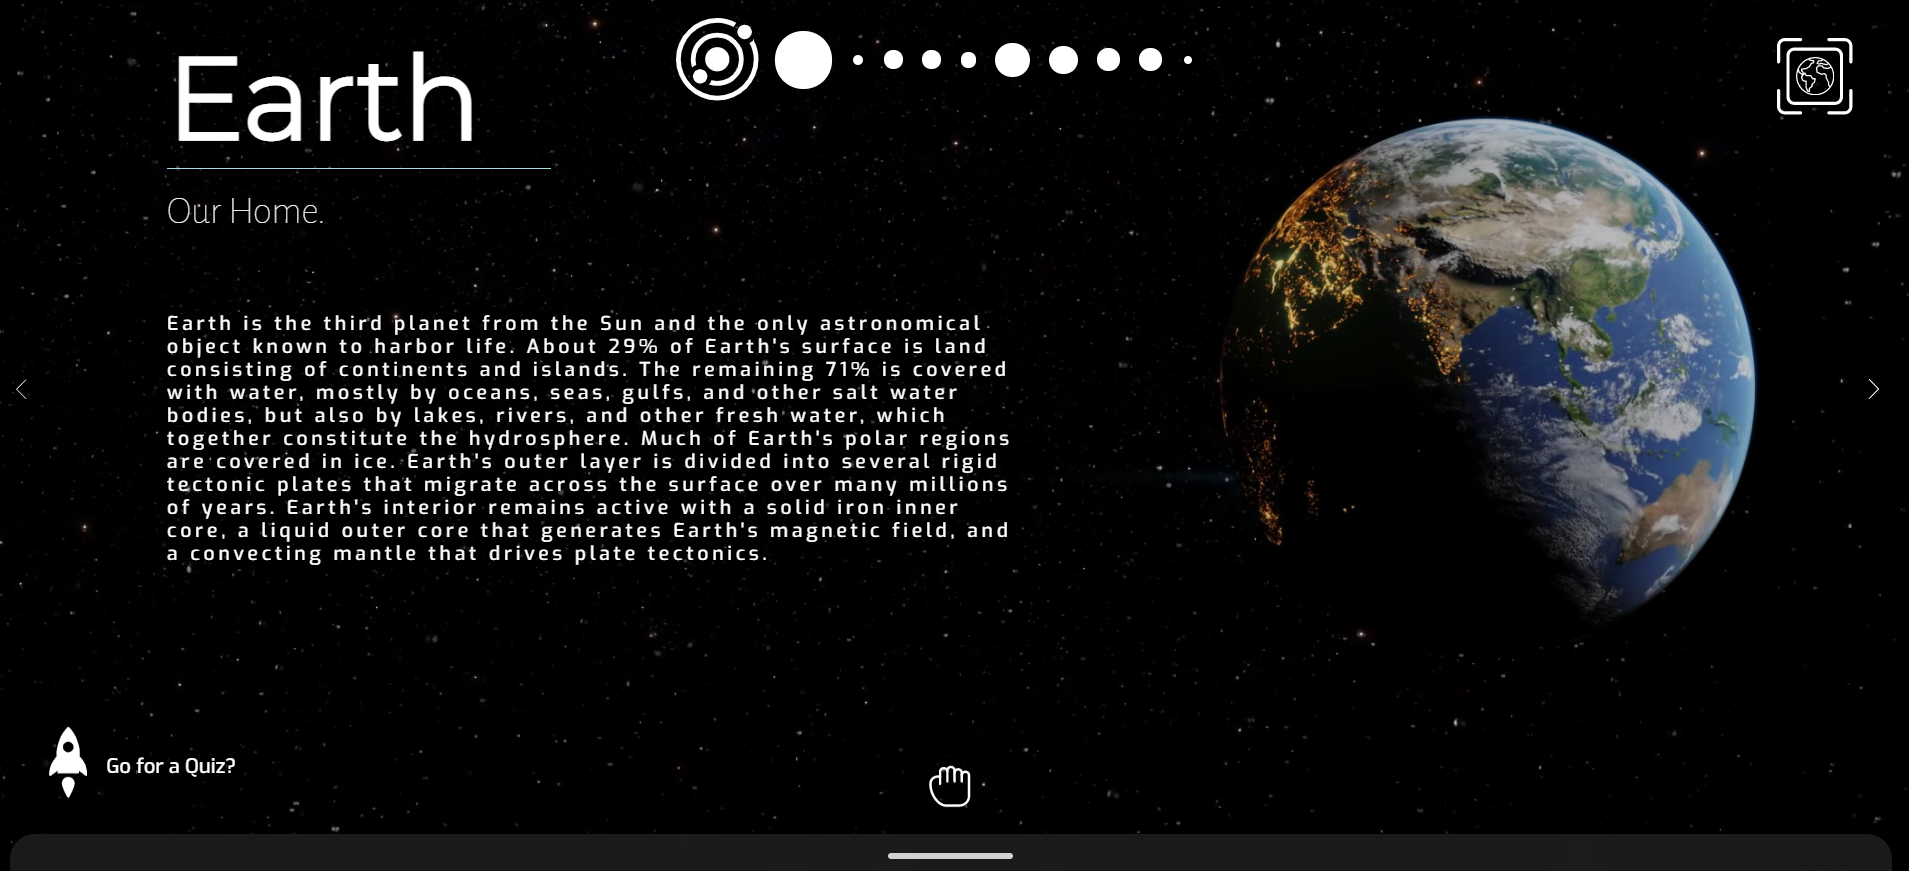 Earth
Our Home.
Earth is the third planet from the Sun and the only astronomical
object known to harbor life. About 29% of Earth's surface is land
consisting of continents and islands. The remaining 71% is covered
with water, mostly by oceans, seas, gulfs, and other salt water
bodies, but also by lakes, rivers, and other fresh water, which
together constitute the hydrosphere. Much of Earth's polar regions
are covered in ice. Earth's outer layer is divided into several rigid
tectonic plates that migrate across the surface over many millions
of years. Earth's interior remains active with a solid iron inner
core, a liquid outer core that generates Earth's magnetic field, and
a convecting mantle that drives plate tectonics.
Go for a Quiz?